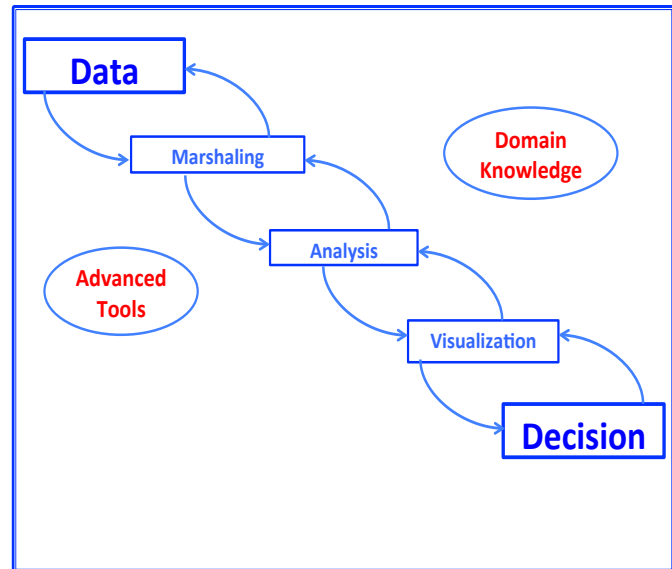 Data
Marshaling
Domain
Knowledge
Analysis
Advanced
Tools
Visualization
Decision